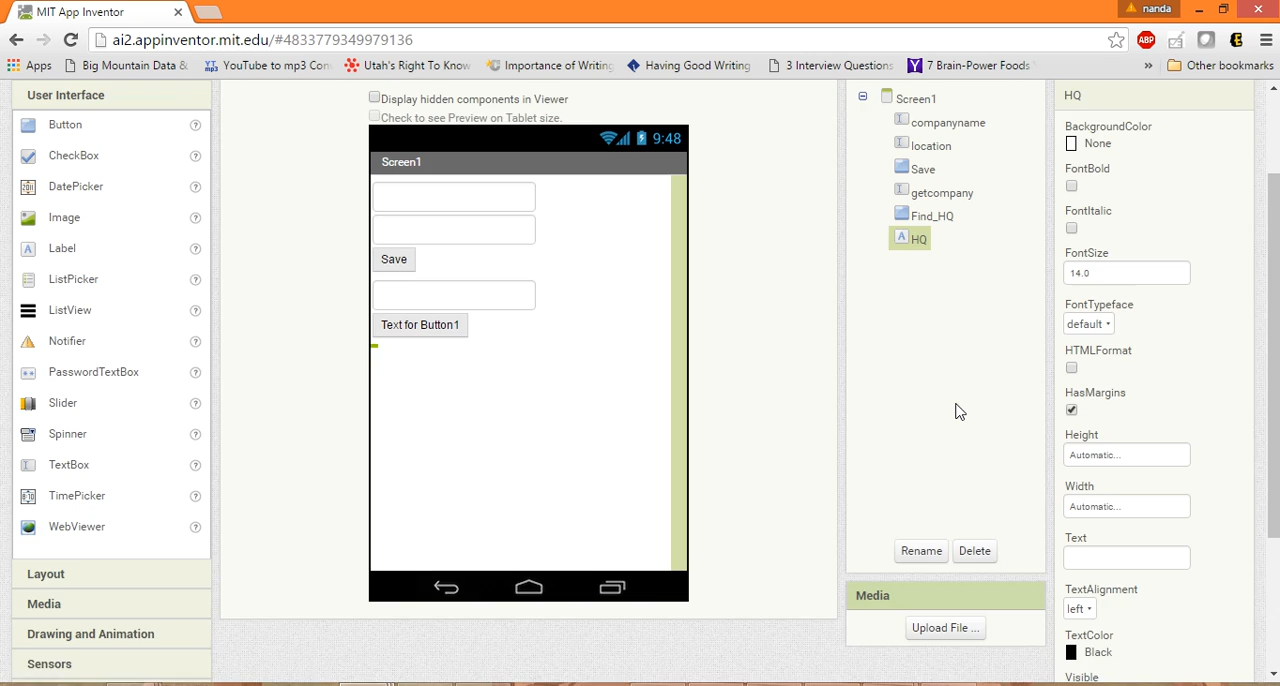 MIT App Inventor
nanda
ai2.appinventor.mit.edu/#4833779349979136
ABP
Apps
Big Mountain Data &
YouTube to mp3 Con
Utah's Right To Know
Importance of Writing
Having Good Writing
3 Interview Questions
7 Brain-Power Foods
»
Other bookmarks
User Interface
Button
CheckBox
DatePicker
Image
Label
ListPicker
ListView
Notifier
PasswordTextBox
Slider
Spinner
TextBox
TimePicker
WebViewer
Layout
Media
Drawing and Animation
Sensors
Display hidden components in Viewer
Check to see Preview on Tablet size.
9:48
Screen1
Save
Text for Button1
Screen1
companyname
location
Save
getcompany
Find_HQ
HQ
Rename
Delete
Media
Upload File ...
HQ
BackgroundColor
None
FontBold
FontItalic
FontSize
14.0
FontTypeface
default
HTMLFormat
HasMargins
Height
Automatic...
Width
Automatic...
Text
TextAlignment
left
TextColor
Black
Visible